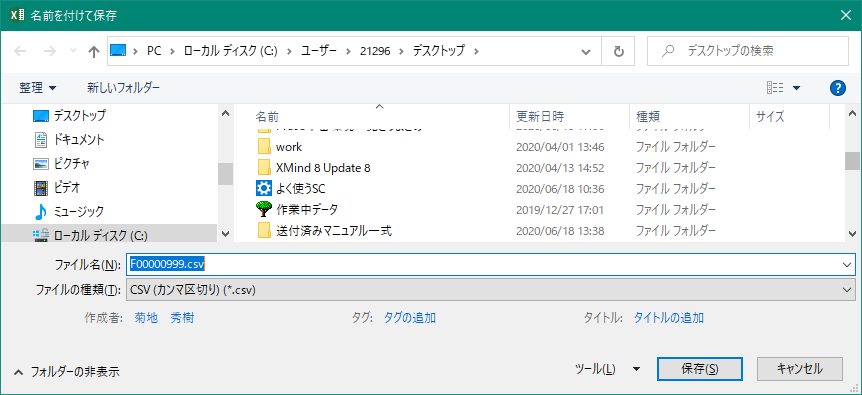 名前を付けて保存
PC › ローカル ディスク (C:) › ユーザー › 21296 › デスクトップ ›
デスクトップの検索
整理 新しいフォルダー
デスクトップ
ドキュメント
ピクチャ
ビデオ
ミュージック
ローカル ディスク (C:)
名前 更新日時 種類 サイズ
work 2020/04/01 13:46 ファイル フォルダー
XMind 8 Update 8 2020/04/13 14:52 ファイル フォルダー
よく使うSC 2020/06/18 10:36 ファイル フォルダー
作業中データ 2019/12/27 17:01 ファイル フォルダー
送付済みマニュアル一式 2020/06/18 13:38 ファイル フォルダー
ファイル名(N): F00000999.csv
ファイルの種類(T): CSV (カンマ区切り) (*.csv)
作成者: 菊地 秀樹 タグ: タグの追加 タイトル: タイトルの追加
フォルダーの非表示 ツール(L) 保存(S) キャンセル